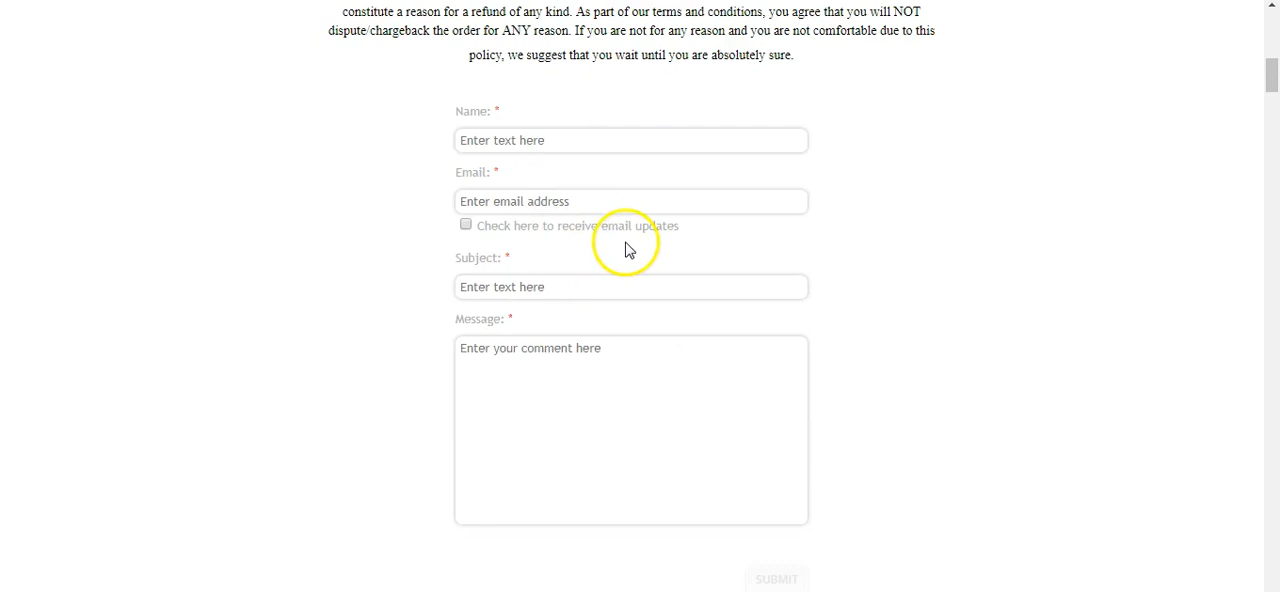 constitute a reason for a refund of any kind. As part of our terms and conditions, you agree that you will NOT
dispute/chargeback the order for ANY reason. If you are not for any reason and you are not comfortable due to this
policy, we suggest that you wait until you are absolutely sure.
Name: *
Enter text here
Email: *
Enter email address
Check here to receive email updates
Subject: *
Enter text here
Message: *
Enter your comment here
SUBMIT